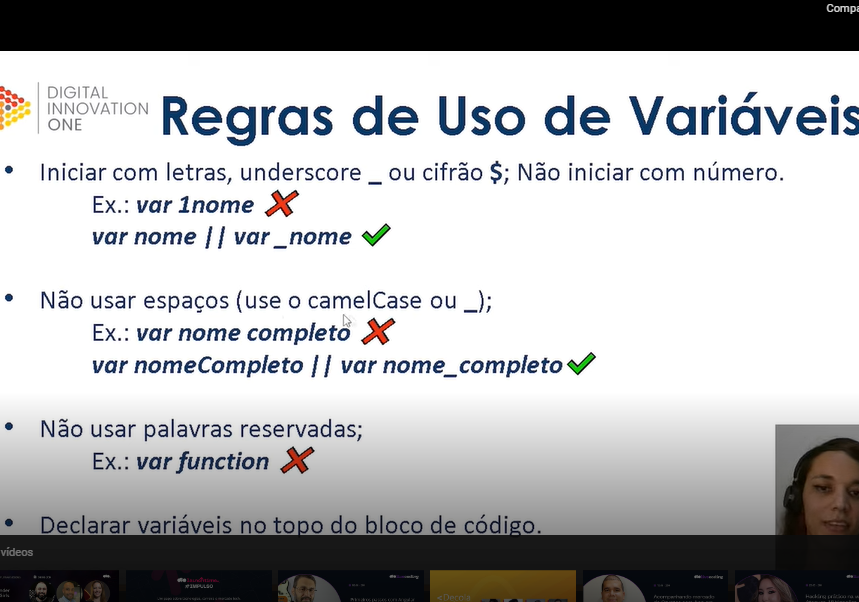 Compa
DIGITAL
INNOVATION
ONE
Regras de Uso de Variáveis
• Iniciar com letras, underscore _ ou cifrão $; Não iniciar com número.
Ex.: var 1nome
var nome || var _nome
• Não usar espaços (use o camelCase ou _);
Ex.: var nome completo
var nomeCompleto || var nome_completo
• Não usar palavras reservadas;
Ex.: var function
• Declarar variáveis no topo do bloco de código.
vídeos
#IMPULSO